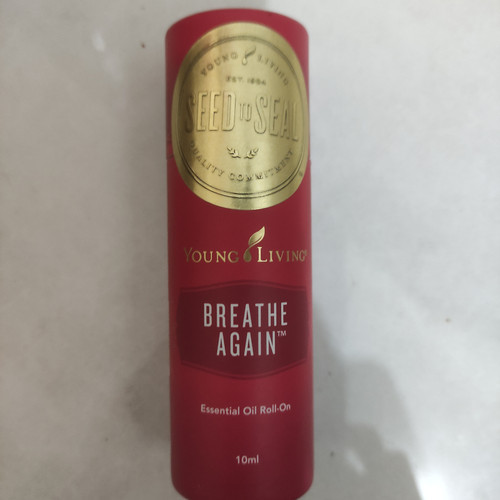 YOUNG LIVING
EST. 1994
SEED TO SEAL
QUALITY COMMITMENT
YOUNG LIVING®
BREATHE
AGAIN™
Essential Oil Roll-On
10ml